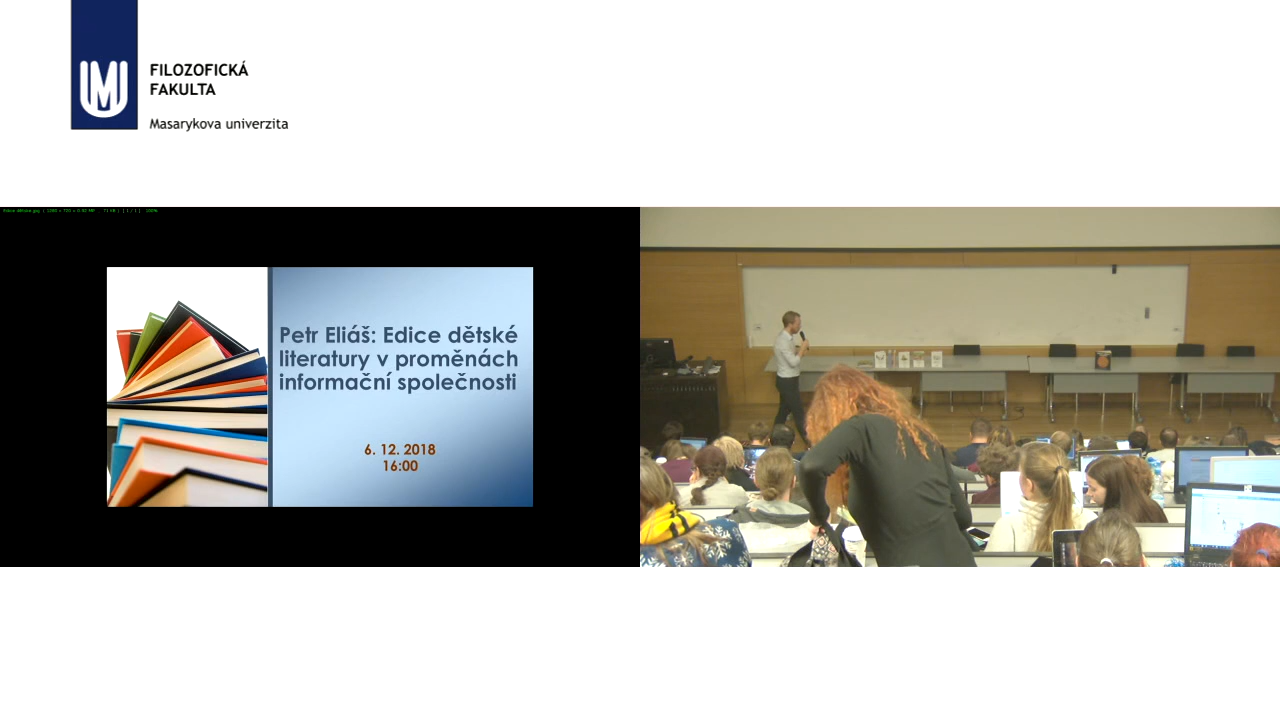 FILOZOFICKÁ
FAKULTA
Masarykova univerzita
Petr Eliáš: Edice dětské
literatury v proměnách
informační společnosti
6. 12. 2018
16:00